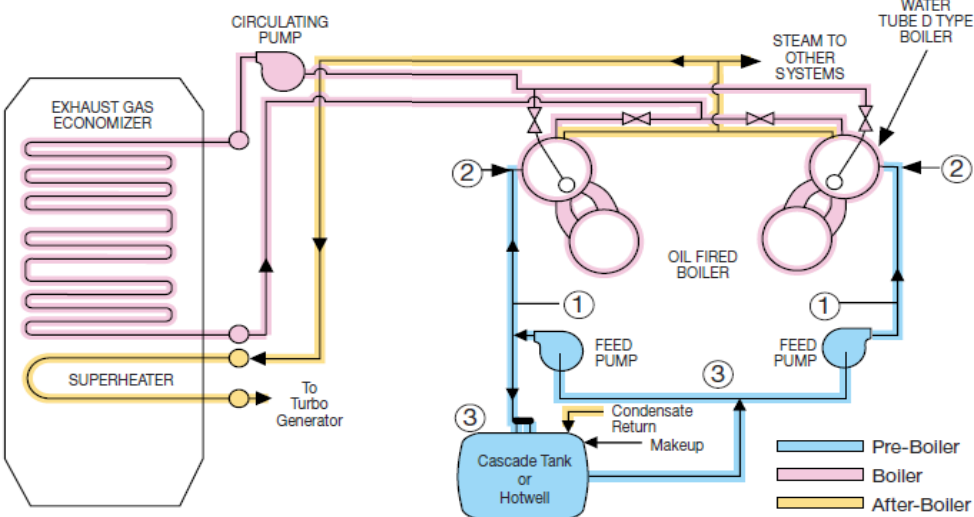 WATER
TUBE D TYPE
BOILER
CIRCULATING
PUMP
STEAM TO
OTHER
SYSTEMS
EXHAUST GAS
ECONOMIZER
2
2
OIL FIRED
BOILER
1
1
FEED
PUMP
FEED
PUMP
3
SUPERHEATER
To
Turbo
Generator
3
Condensate
Return
Makeup
Cascade Tank
or
Hotwell
Pre-Boiler
Boiler
After-Boiler